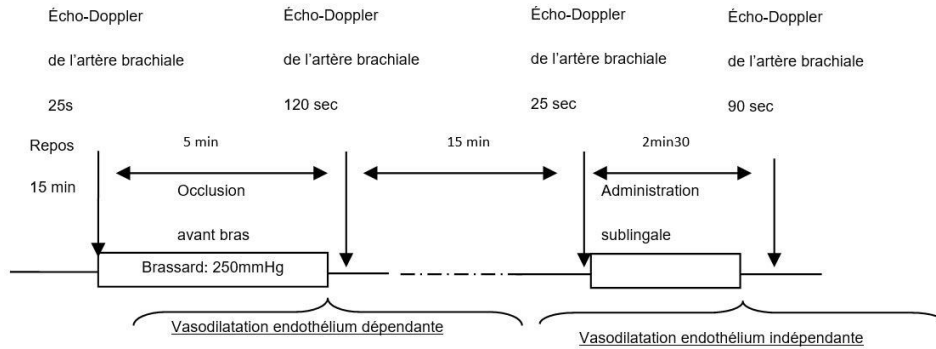 Écho-Doppler
de l'artère brachiale
25s
Écho-Doppler
de l'artère brachiale
120 sec
Écho-Doppler
de l'artère brachiale
25 sec
Écho-Doppler
de l'artère brachiale
90 sec
Repos
15 min
5 min
Occlusion
avant bras
15 min
2min30
Administration
sublingale
Brassard: 250mmHg
Vasodilatation endothélium dépendante
Vasodilatation endothélium indépendante